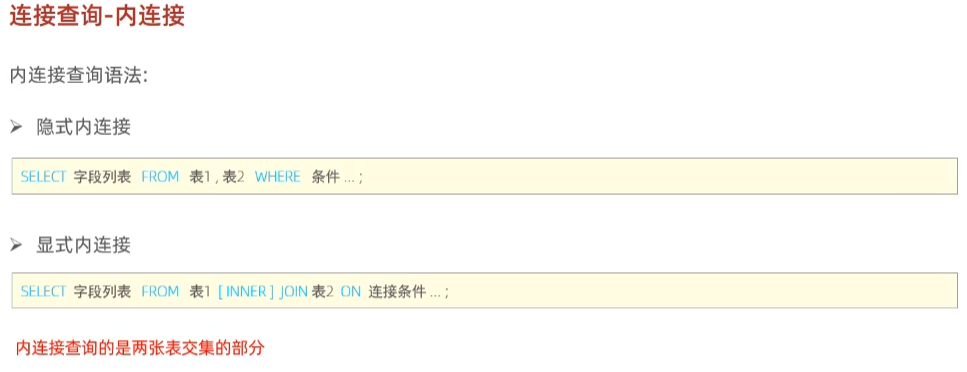 连接查询-内连接
内连接查询语法:
➢ 隐式内连接
SELECT 字段列表 FROM 表1 , 表2 WHERE 条件 ... ;
➢ 显式内连接
SELECT 字段列表 FROM 表1 [ INNER ] JOIN 表2 ON 连接条件 ... ;
内连接查询的是两张表交集的部分